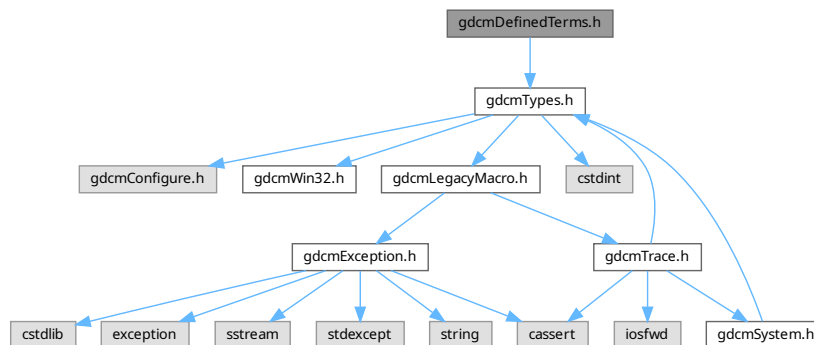 gdcmDefinedTerms.h
gdcmTypes.h
gdcmConfigure.h
gdcmWin32.h
gdcmLegacyMacro.h
cstdint
gdcmException.h
gdcmTrace.h
cstdlib
exception
sstream
stdexcept
string
cassert
iosfwd
gdcmSystem.h